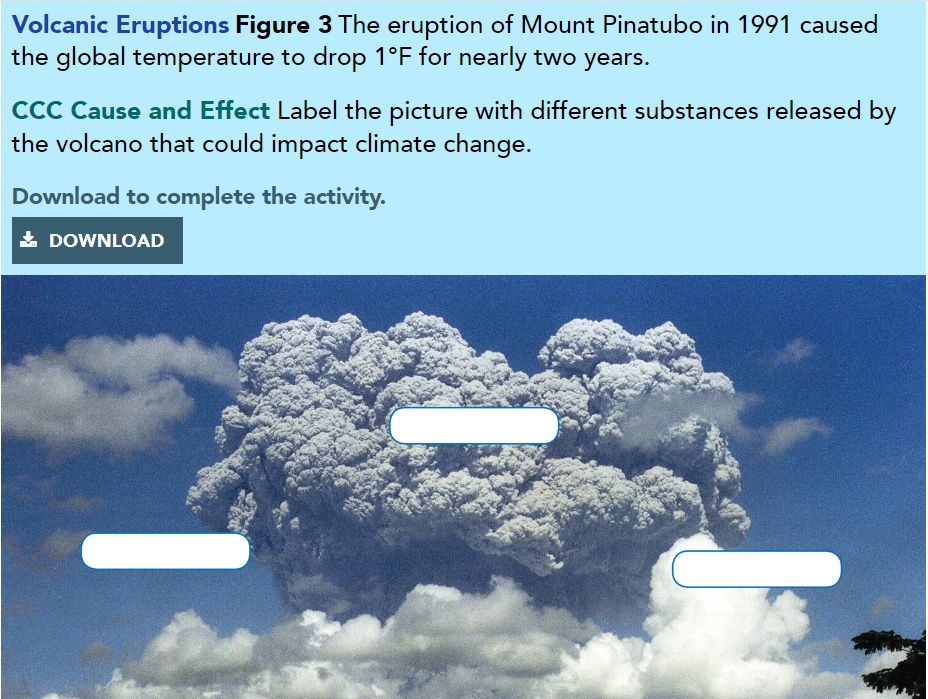 Volcanic Eruptions Figure 3 The eruption of Mount Pinatubo in 1991 caused
the global temperature to drop 1°F for nearly two years.
CCC Cause and Effect Label the picture with different substances released by
the volcano that could impact climate change.
Download to complete the activity.
DOWNLOAD